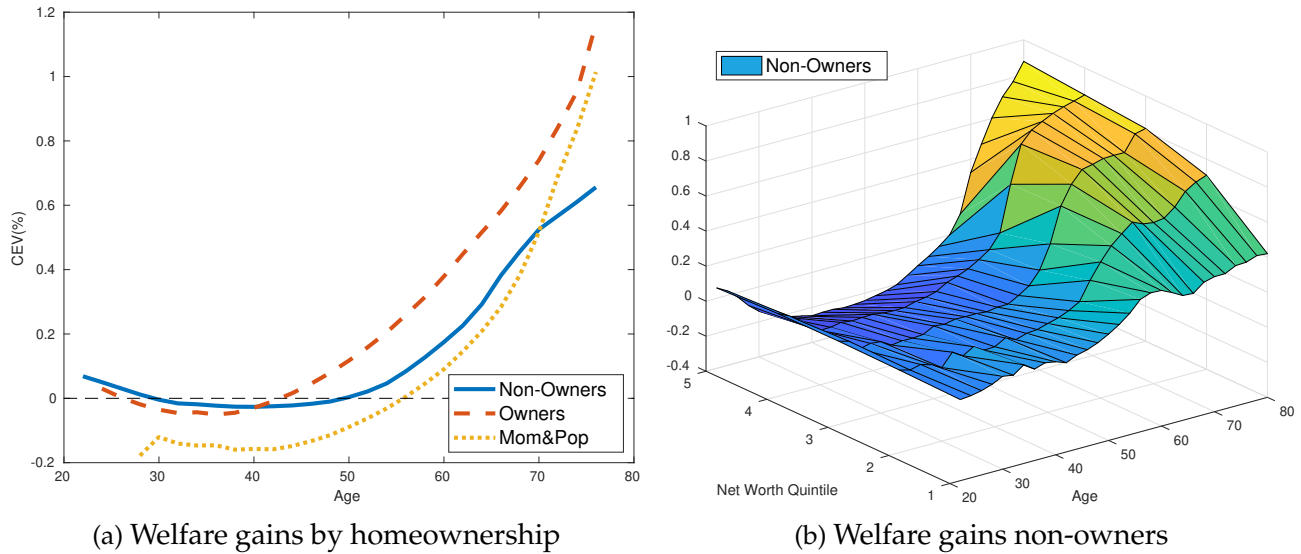 1.2
1
0.8
0.6
0.4
0.2
0
-0.2
CEV(%)
20 30 40 50 60 70 80
Age
Non-Owners
Owners
Mom&Pop
(a) Welfare gains by homeownership
Non-Owners
1
0.8
0.6
0.4
0.2
0
-0.2
-0.4
5
4
3
2
1
Net Worth Quintile
20
30
40
50
60
70
80
Age
(b) Welfare gains non-owners